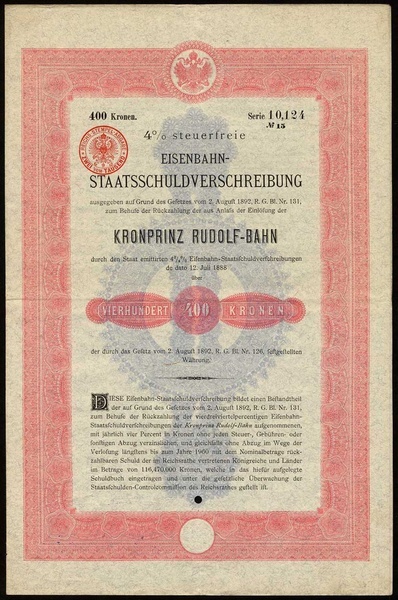 400 Kronen.
Serie 10,124
№ 15
4% steuerfreie
EISENBAHN-
STAATSSCHULDVERSCHREIBUNG
ausgegeben auf Grund des Gesetzes vom 2. August 1892, R. G. Bl. Nr. 131,
zum Behufe der Rückzahlung der aus Anlass der Einlösung der
KRONPRINZ RUDOLF-BAHN
durch den Staat emittirten 4¾% Eisenbahn-Staatsschuldverschreibungen
de dato 12. Juli 1888
über
VIERHUNDERT 400 KRONEN
der durch das Gesetz vom 2. August 1892, R. G. Bl. Nr. 126, festgestellten
Währung.
DIESE Eisenbahn-Staatsschuldverschreibung bildet einen Bestandtheil
der auf Grund des Gesetzes vom 2. August 1892, R. G. Bl. Nr. 131,
zum Behufe der Rückzahlung der vierdreiviertelpercentigen Eisenbahn-
Staatsschuldverschreibungen der Kronprinz Rudolf-Bahn aufgenommenen,
mit jährlich vier Percent in Kronen ohne jeden Steuer-, Gebühren- oder
sonstigen Abzug verzinslichen, und gleichfalls ohne Abzug im Wege der
Verlosung längstens bis zum Jahre 1960 mit dem Nominalbetrage rückzahlbaren
Schuld der im Reichsrathe vertretenen Königreiche und Länder
im Betrage von 116,470.000 Kronen, welche in das hiefür aufgelegte
Schuldbuch eingetragen und unter die gesetzliche Überwachung der
Staatsschulden-Controlcommission des Reichsrathes gestellt ist.